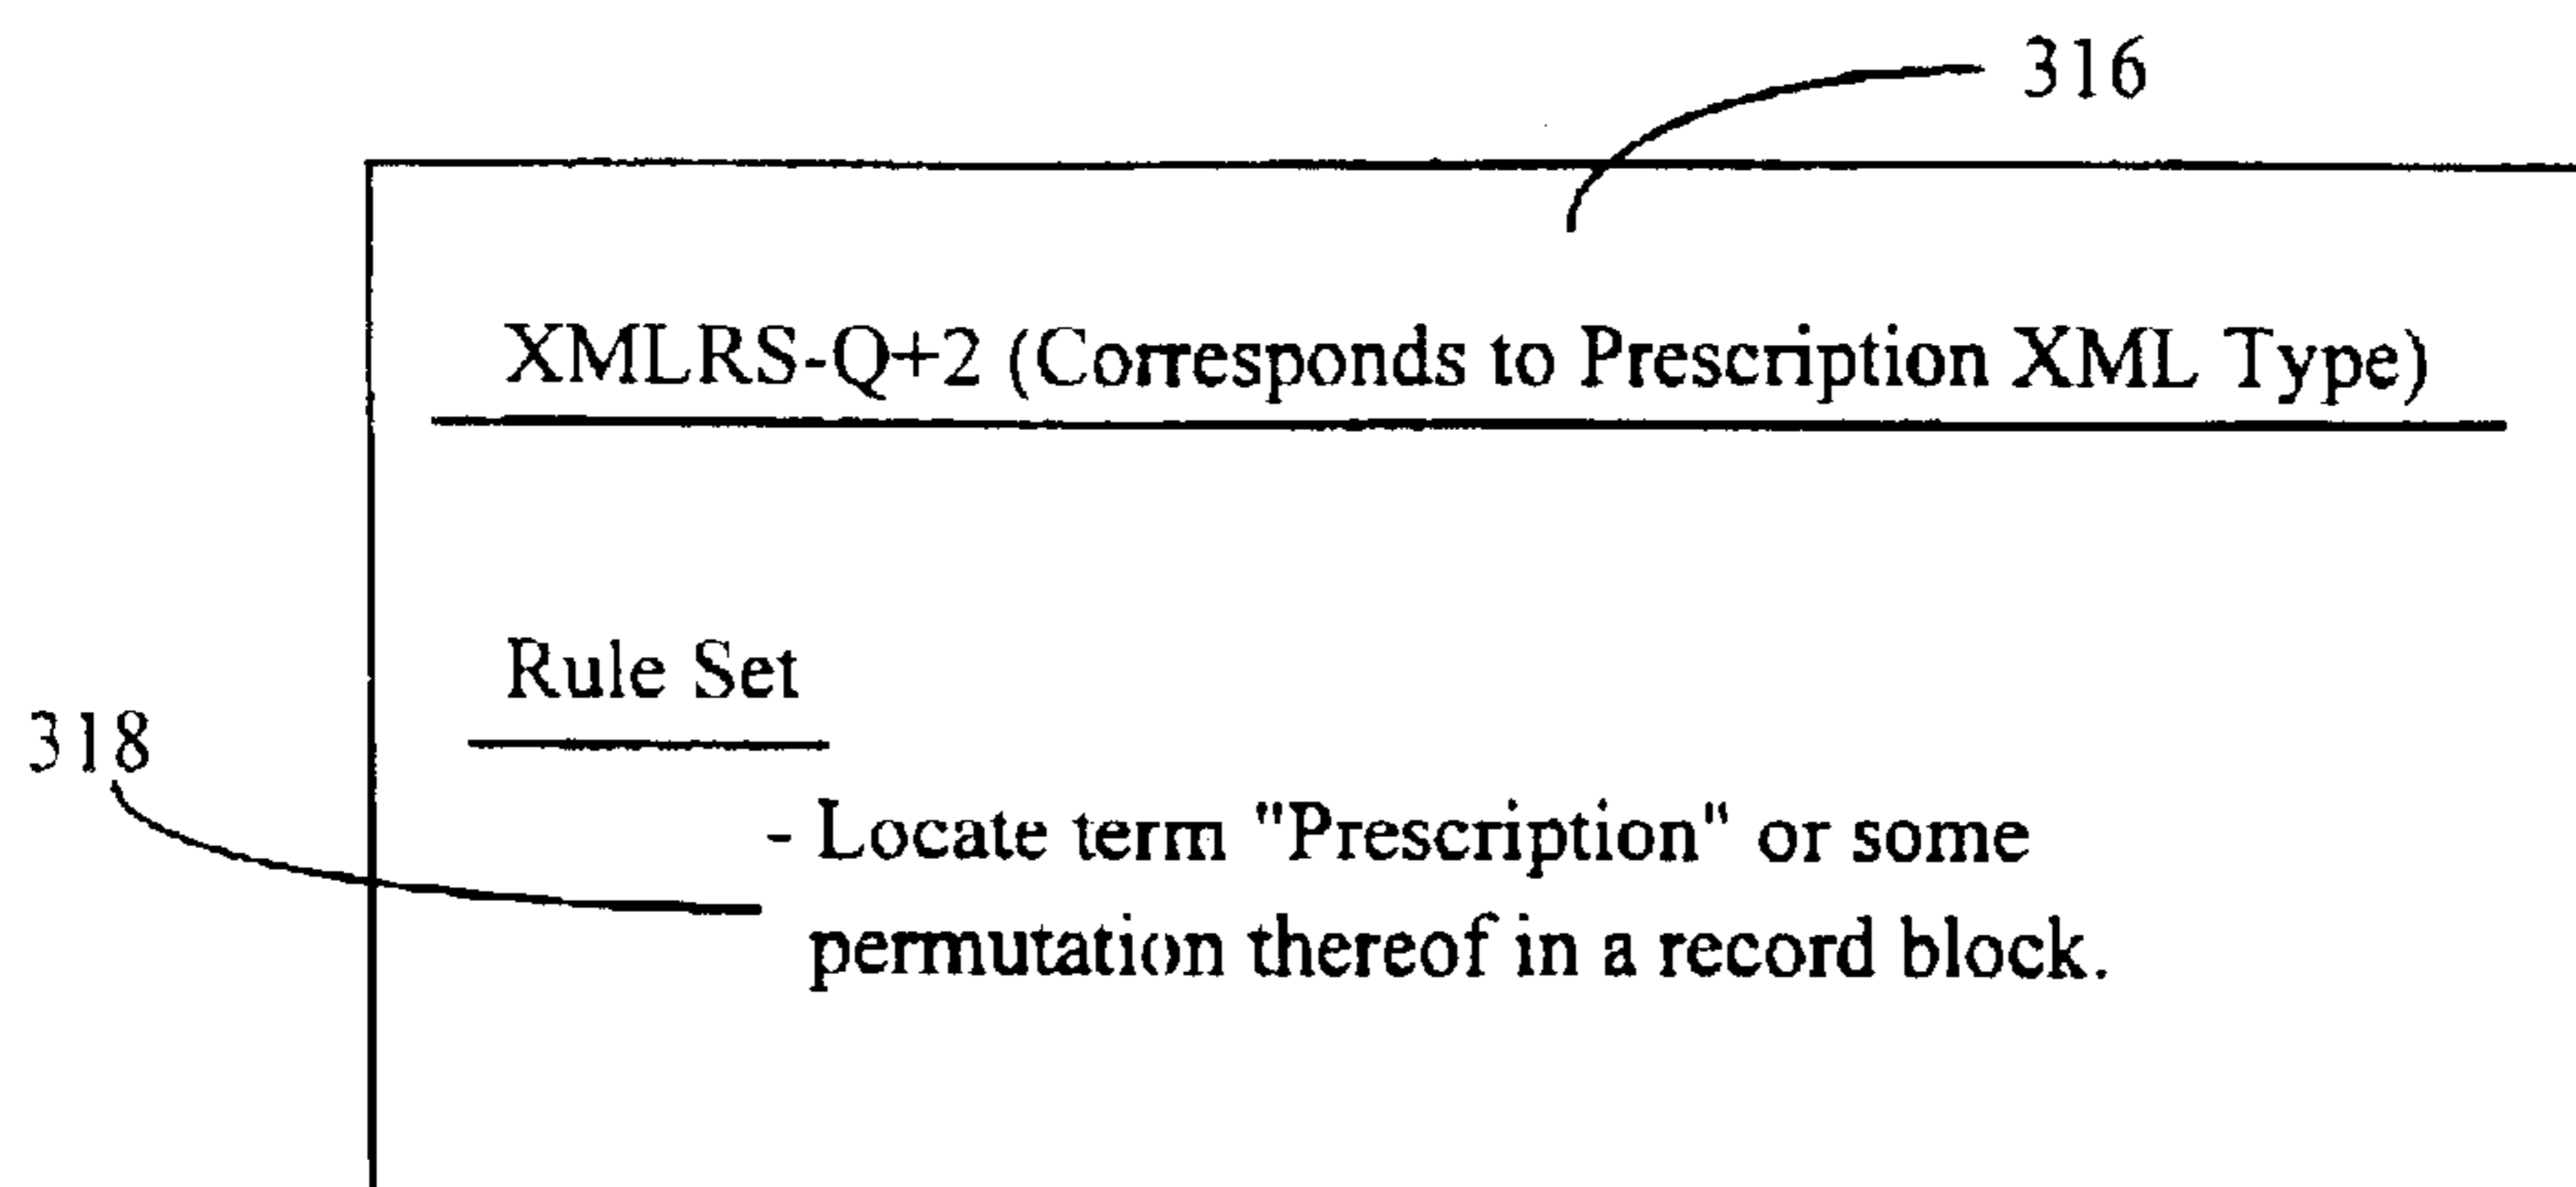 316
XMLRS-Q+2 (Corresponds to Prescription XML Type)
Rule Set
318
- Locate term "Prescription" or some
permutation thereof in a record block.